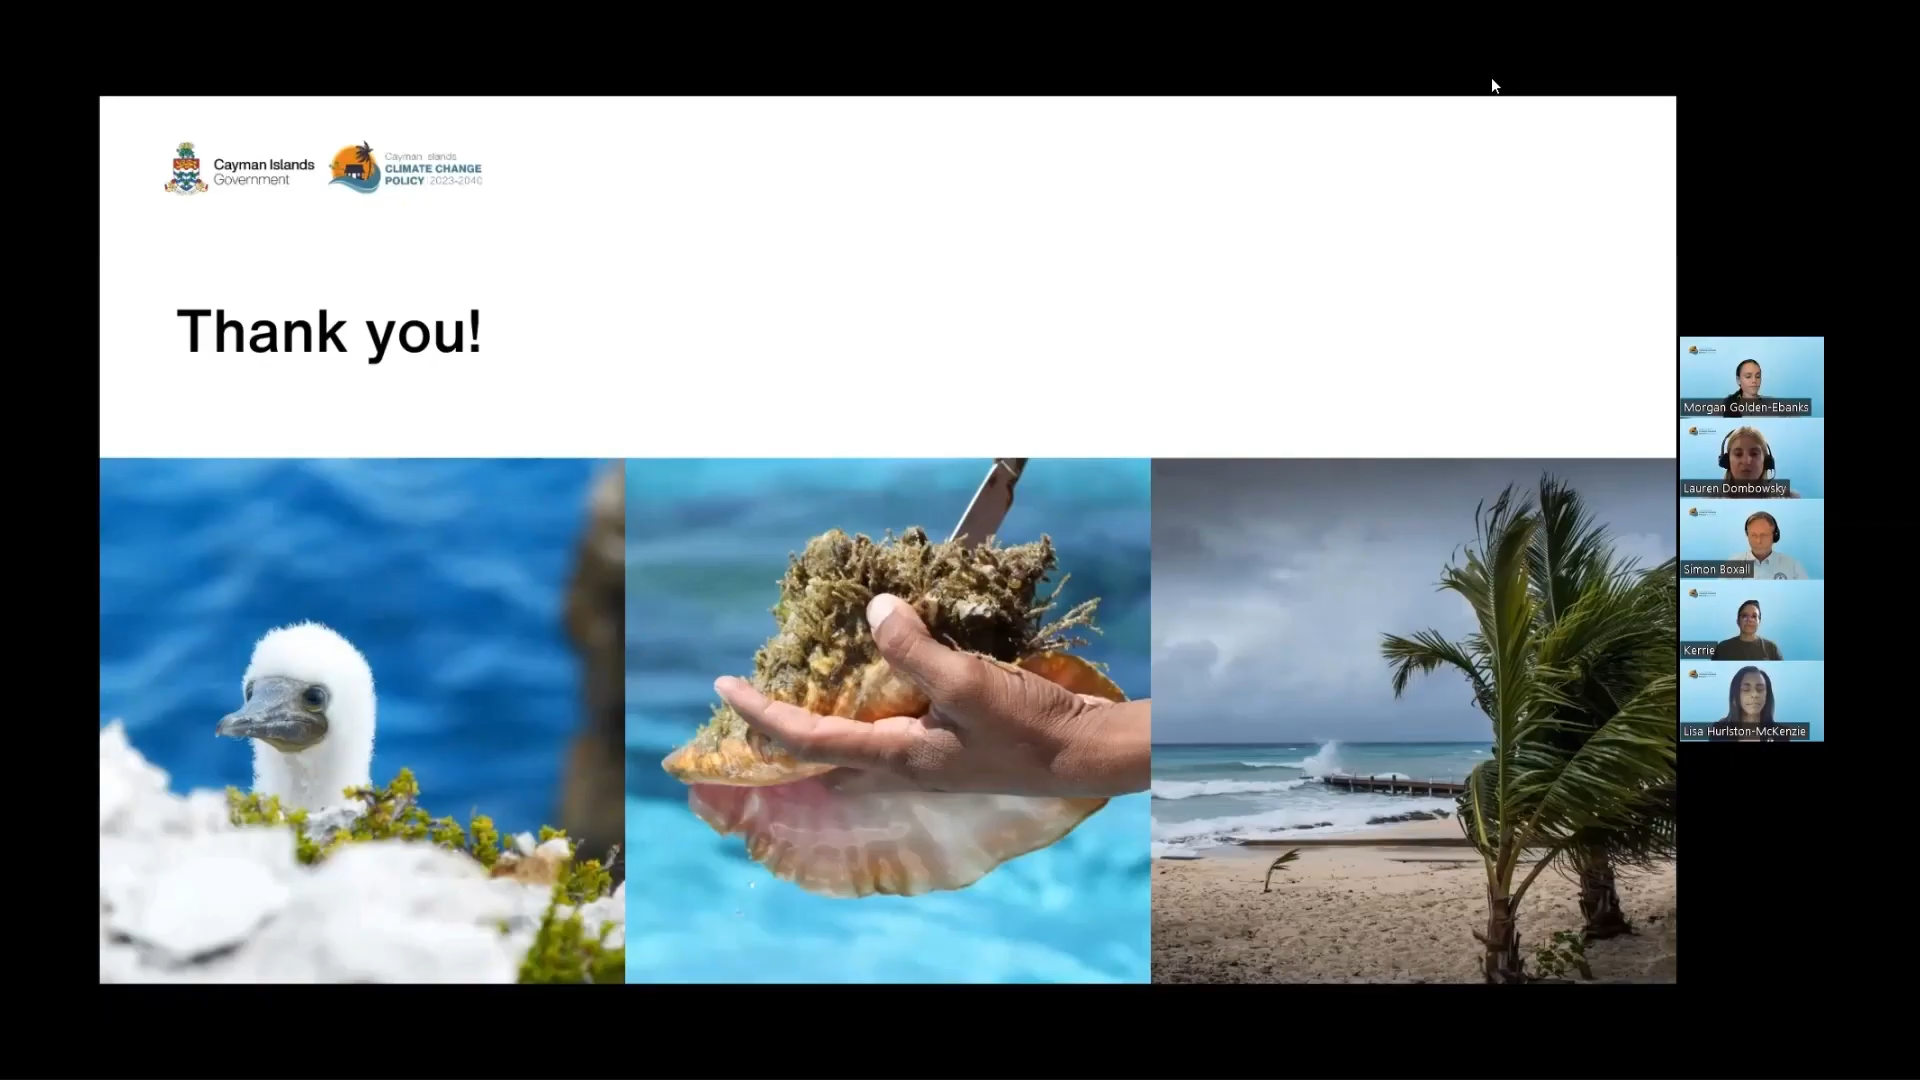 Cayman Islands
Government
Cayman Islands
CLIMATE CHANGE
POLICY 2023-2040
Thank you!
Morgan Golden-Ebanks
Lauren Dombowsky
Simon Boxall
Kerrie
Lisa Hurlston-McKenzie